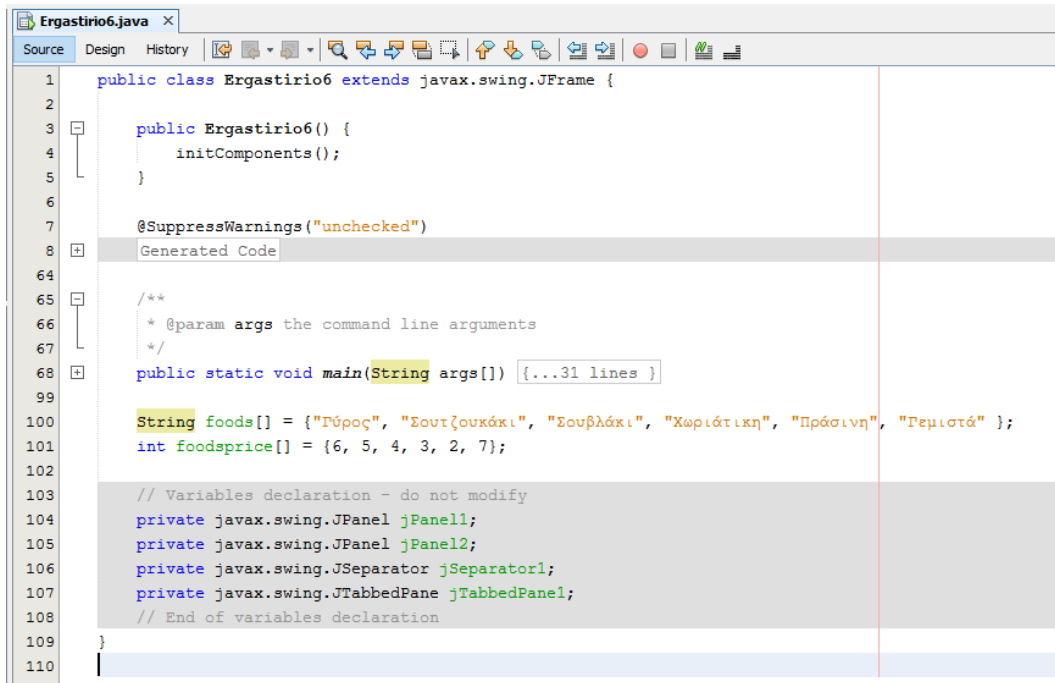 Ergastirio6.java
Source Design History
1 public class Ergastirio6 extends javax.swing.JFrame {
2
3 public Ergastirio6() {
4 initComponents();
5 }
6
7 @SuppressWarnings("unchecked")
8 Generated Code
64
65 /**
66 * @param args the command line arguments
67 */
68 public static void main(String args[]) {...31 lines }
99
100 String foods[] = {"Γύρος", "Σουτζουκάκι", "Σουβλάκι", "Χωριάτικη", "Πράσινη", "Γεμιστά" };
101 int foodsprice[] = {6, 5, 4, 3, 2, 7};
102
103 // Variables declaration - do not modify
104 private javax.swing.JPanel jPanel1;
105 private javax.swing.JPanel jPanel2;
106 private javax.swing.JSeparator jSeparator1;
107 private javax.swing.JTabbedPane jTabbedPane1;
108 // End of variables declaration
109 }
110